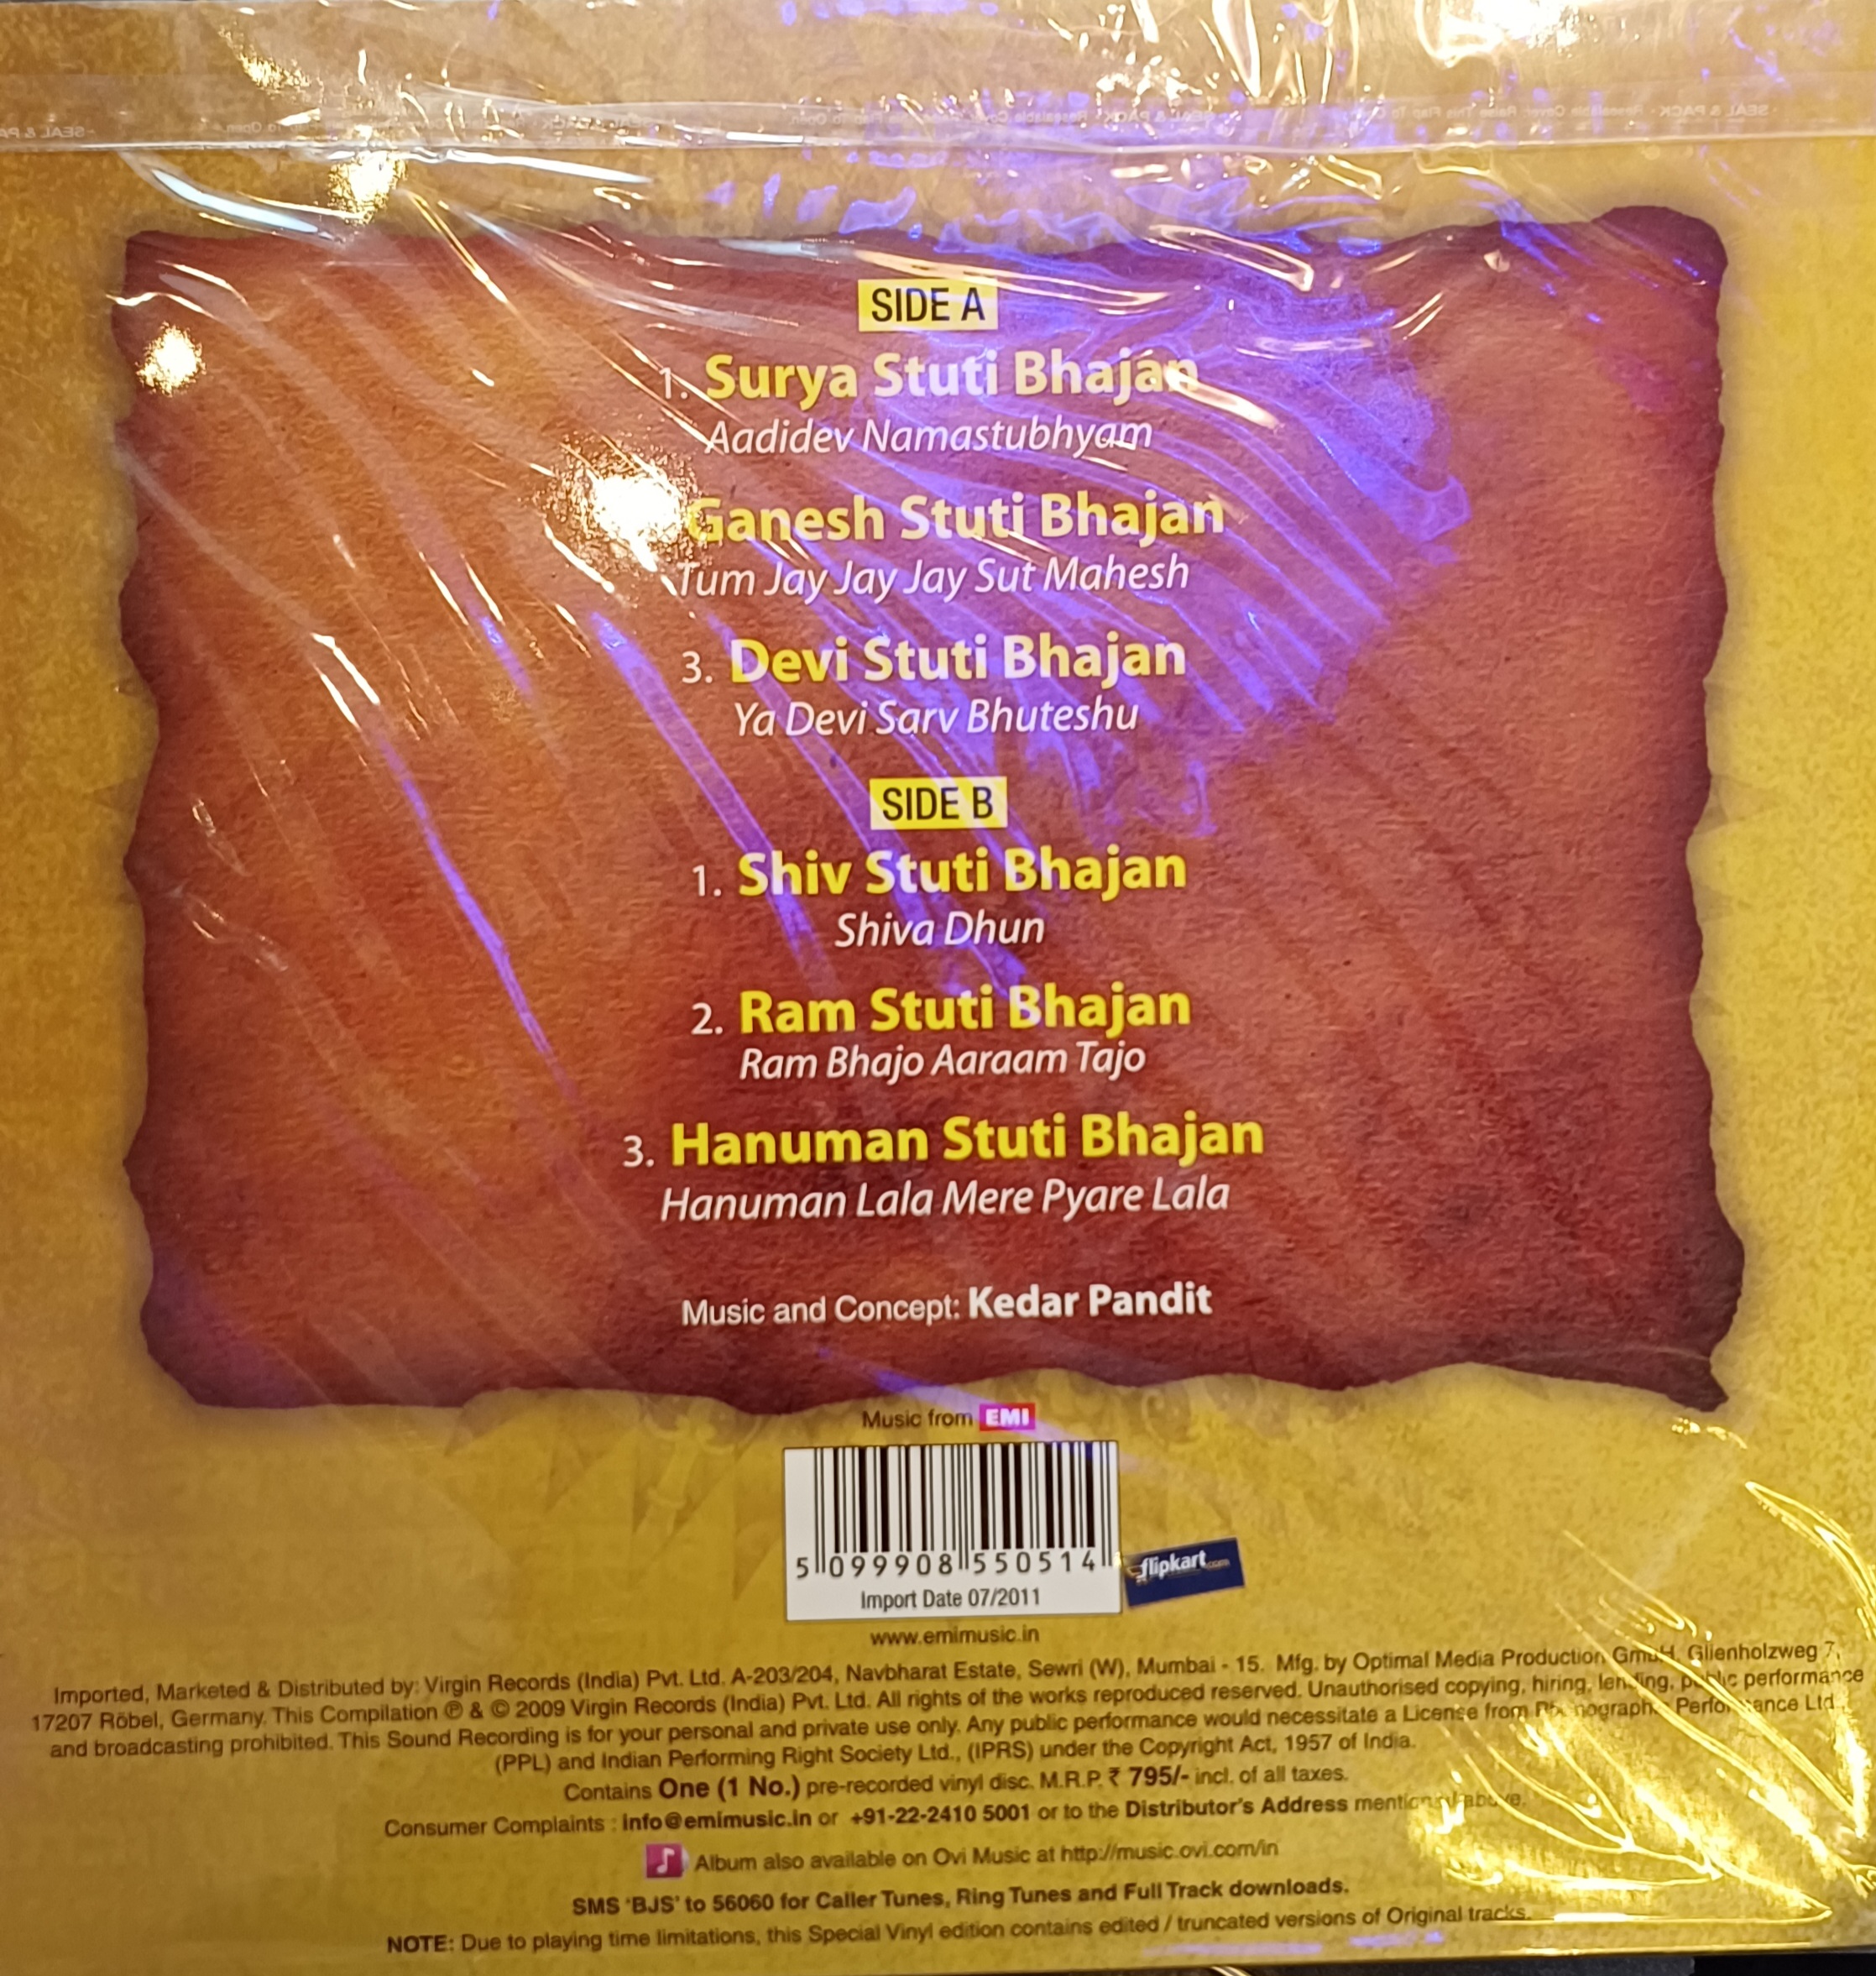 SEAL & PACK - Resealable Cover. Raise This Flap To Open
SIDE A
1. Surya Stuti Bhajan
Aadidev Namastubhyam
Ganesh Stuti Bhajan
Tum Jay Jay Jay Sut Mahesh
3. Devi Stuti Bhajan
Ya Devi Sarv Bhuteshu
SIDE B
1. Shiv Stuti Bhajan
Shiva Dhun
2. Ram Stuti Bhajan
Ram Bhajo Aaraam Tajo
3. Hanuman Stuti Bhajan
Hanuman Lala Mere Pyare Lala
Music and Concept: Kedar Pandit
Music from EMI
5 099908 550514
flipkart.com
Import Date 07/2011
www.emimusic.in
Imported, Marketed & Distributed by: Virgin Records (India) Pvt. Ltd. A-203/204, Navbharat Estate, Sewri (W), Mumbai - 15. Mfg. by Optimal Media Production GmbH, Glienholzweg 7,
17207 Röbel, Germany. This Compilation ℗ & © 2009 Virgin Records (India) Pvt. Ltd. All rights of the works reproduced reserved. Unauthorised copying, hiring, lending, public performance
and broadcasting prohibited. This Sound Recording is for your personal and private use only. Any public performance would necessitate a License from Phonographic Performance Ltd.,
(PPL) and Indian Performing Right Society Ltd., (IPRS) under the Copyright Act, 1957 of India.
Contains One (1 No.) pre-recorded vinyl disc. M.R.P. ₹ 795/- incl. of all taxes.
Consumer Complaints : info@emimusic.in or +91-22-2410 5001 or to the Distributor's Address mentioned above.
Album also available on Ovi Music at http://music.ovi.com/in
SMS 'BJS' to 56060 for Caller Tunes, Ring Tunes and Full Track downloads.
NOTE: Due to playing time limitations, this Special Vinyl edition contains edited / truncated versions of Original tracks.